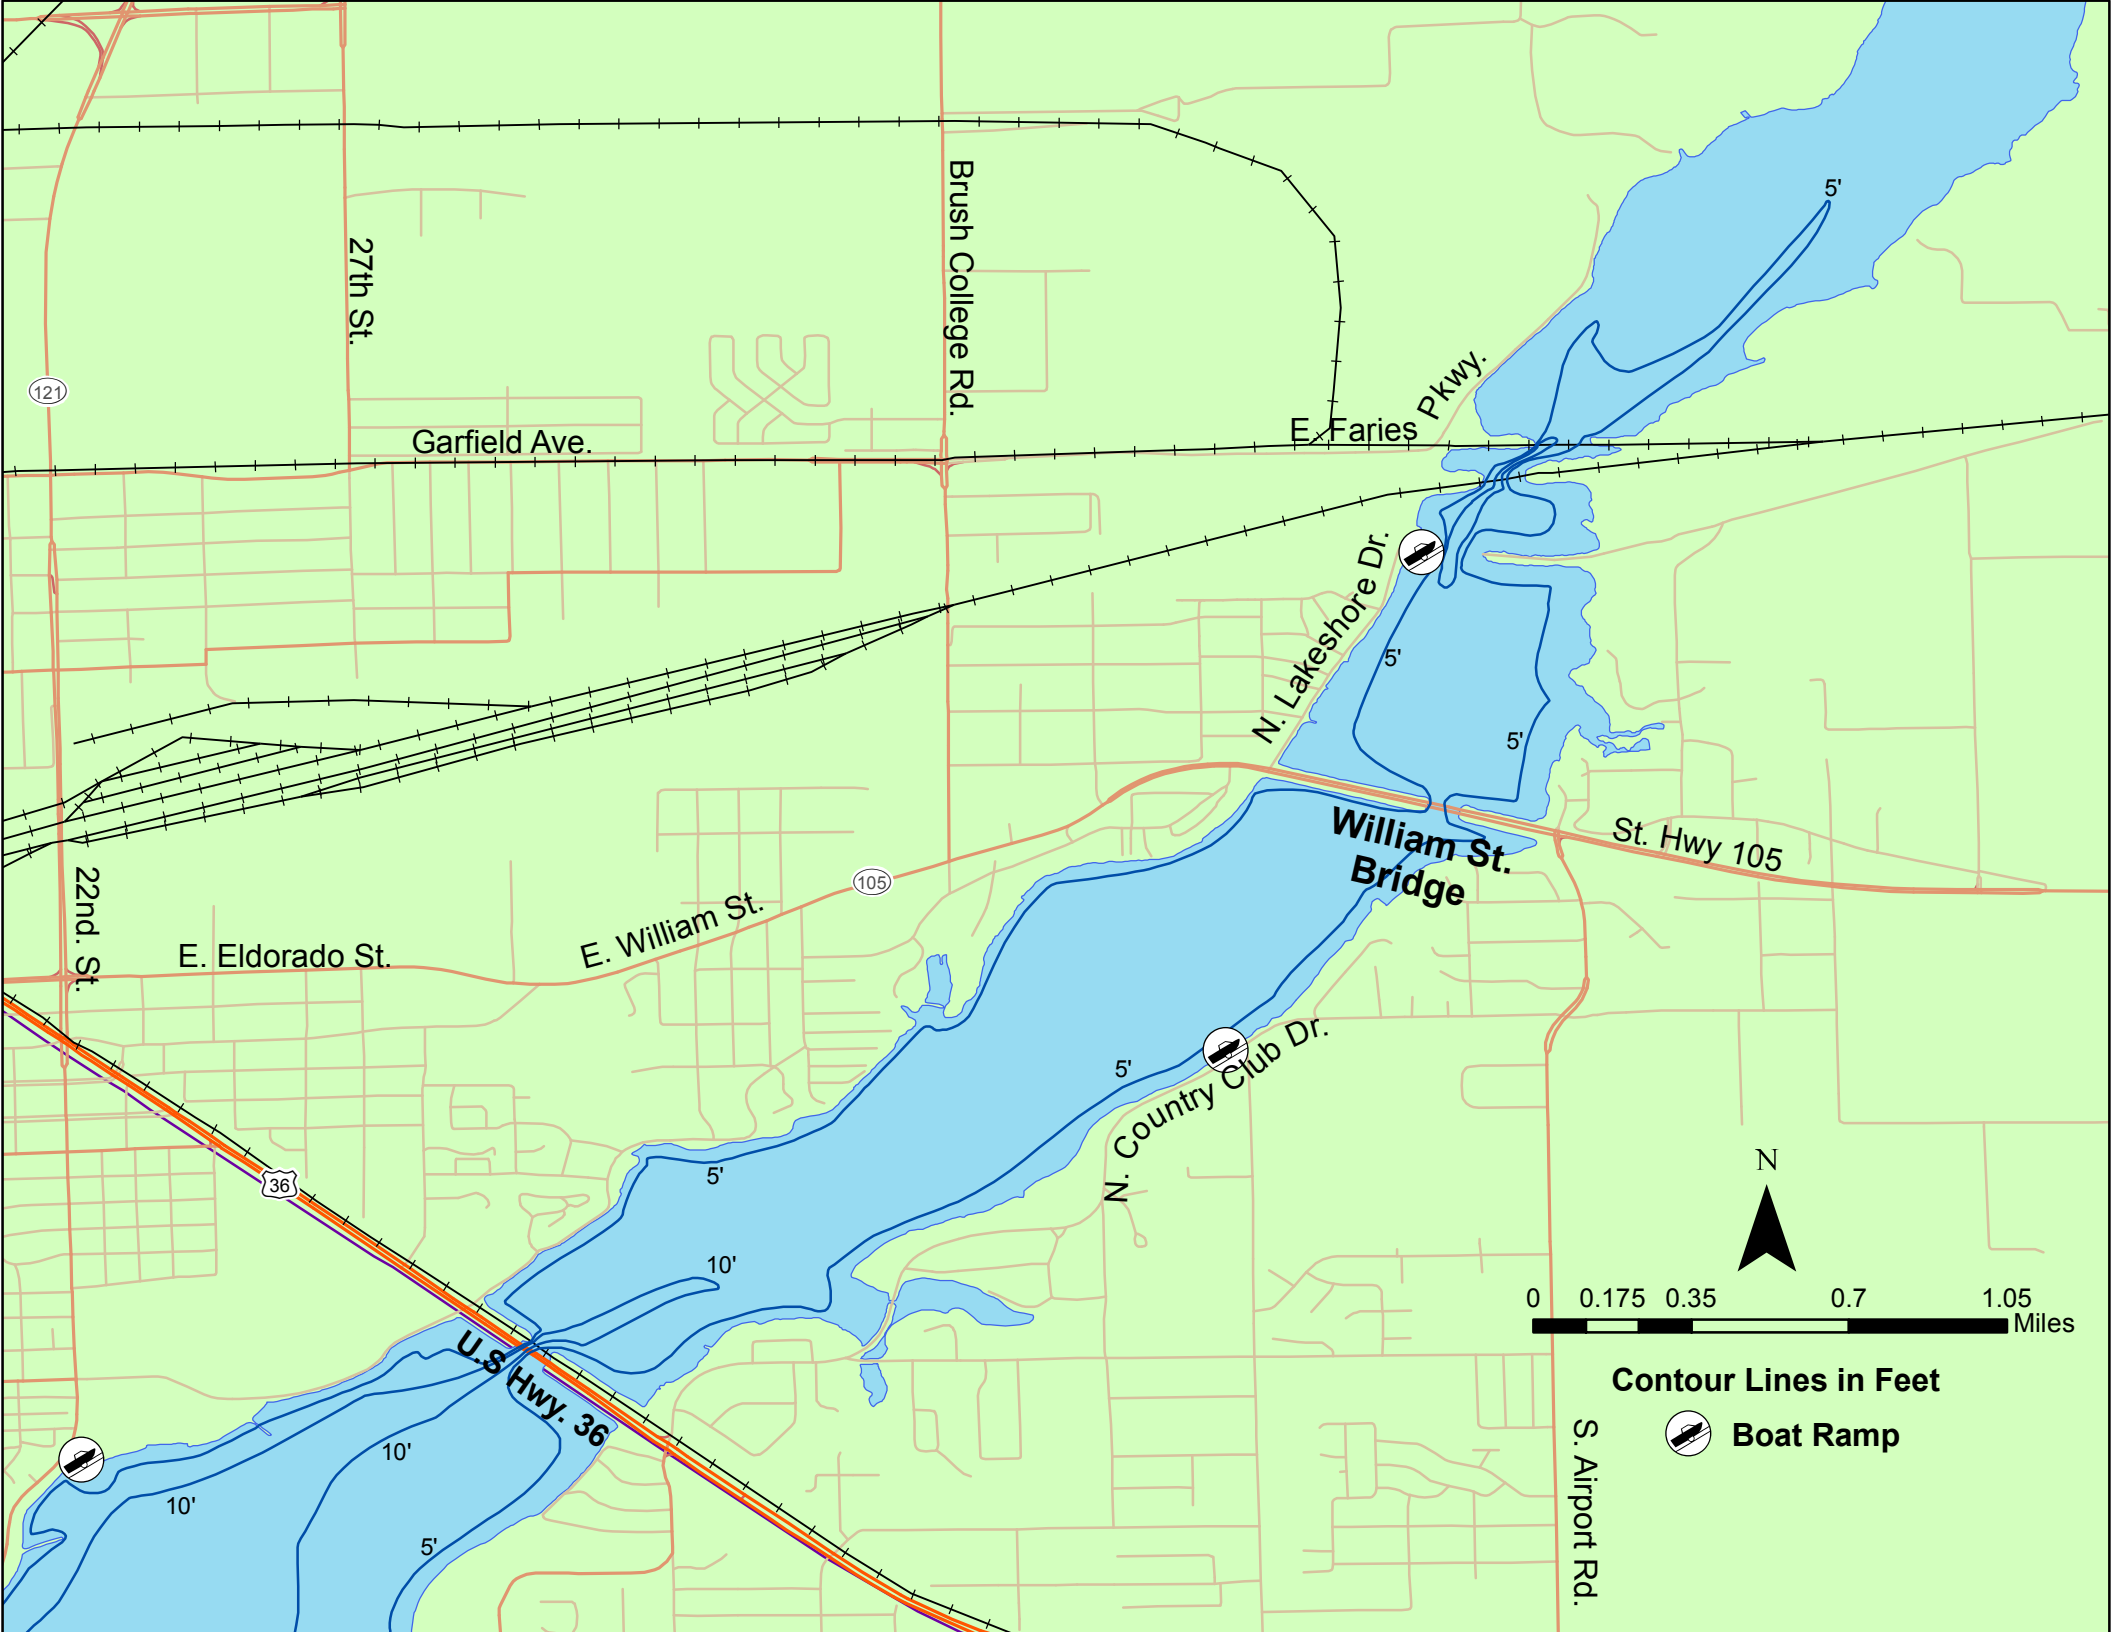 5'
Brush College Rd.
27th St.
121
Pkwy.
E. Faries
Garfield Ave.
N. Lakeshore Dr.
5'
5'
William St.
Bridge
St. Hwy 105
105
22nd. St.
E. William St.
E. Eldorado St.
5'
N. Country Club Dr.
5'
36
10'
N
0 0.175 0.35 0.7 1.05
Miles
U.S Hwy. 36
Contour Lines in Feet
Boat Ramp
10'
10'
5'
S. Airport Rd.